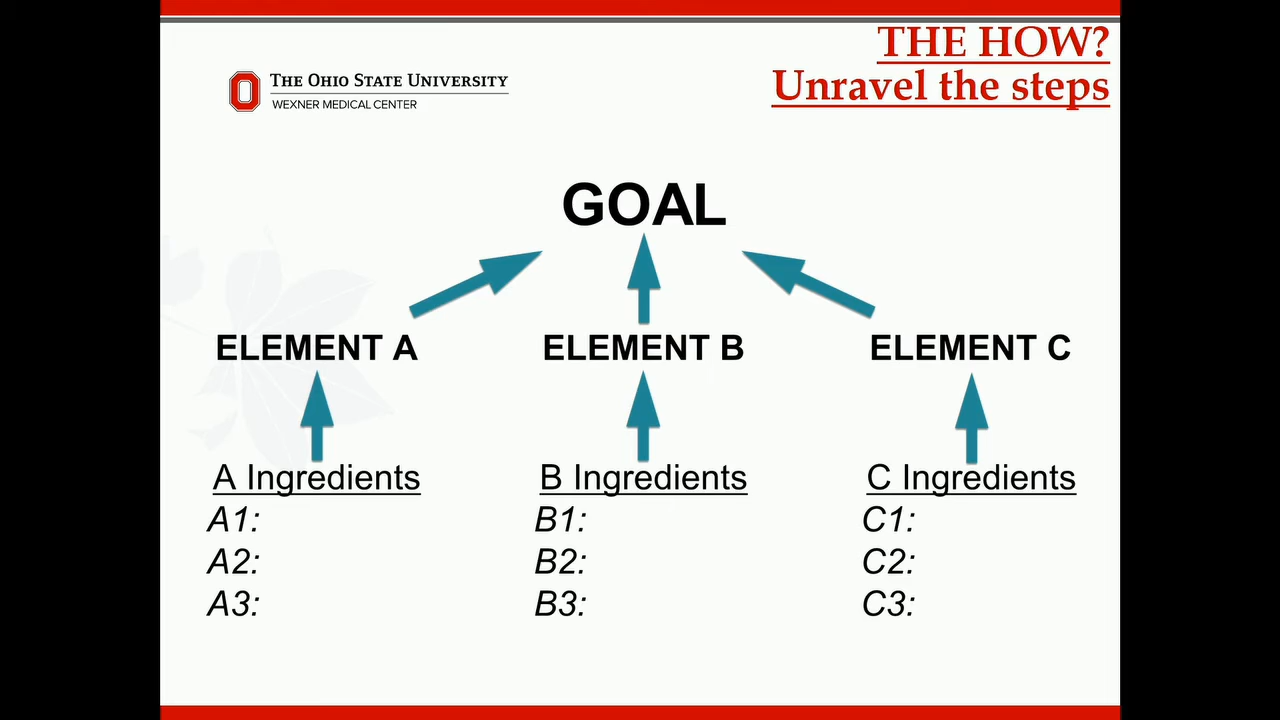 THE HOW?
Unravel the steps
THE OHIO STATE UNIVERSITY
WEXNER MEDICAL CENTER
GOAL
ELEMENT A
ELEMENT B
ELEMENT C
A Ingredients
A1:
A2:
A3:
B Ingredients
B1:
B2:
B3:
C Ingredients
C1:
C2:
C3: